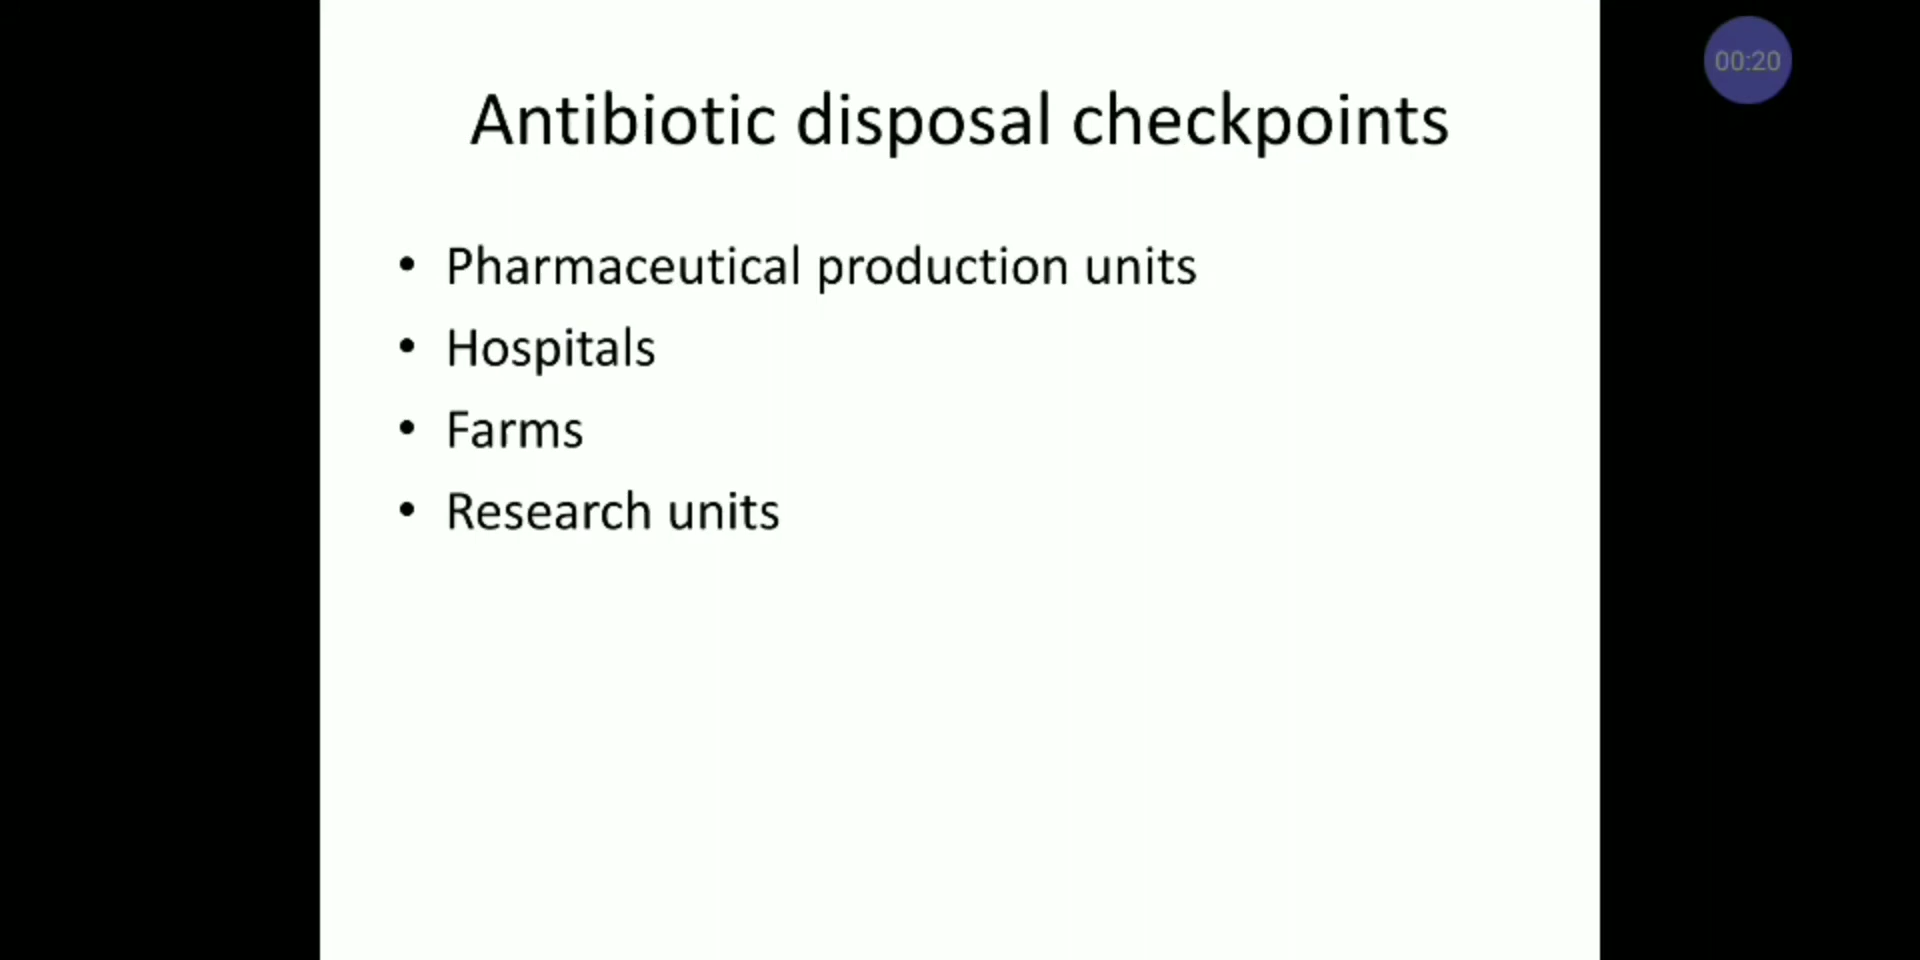 00:20
Antibiotic disposal checkpoints
• Pharmaceutical production units
• Hospitals
• Farms
• Research units